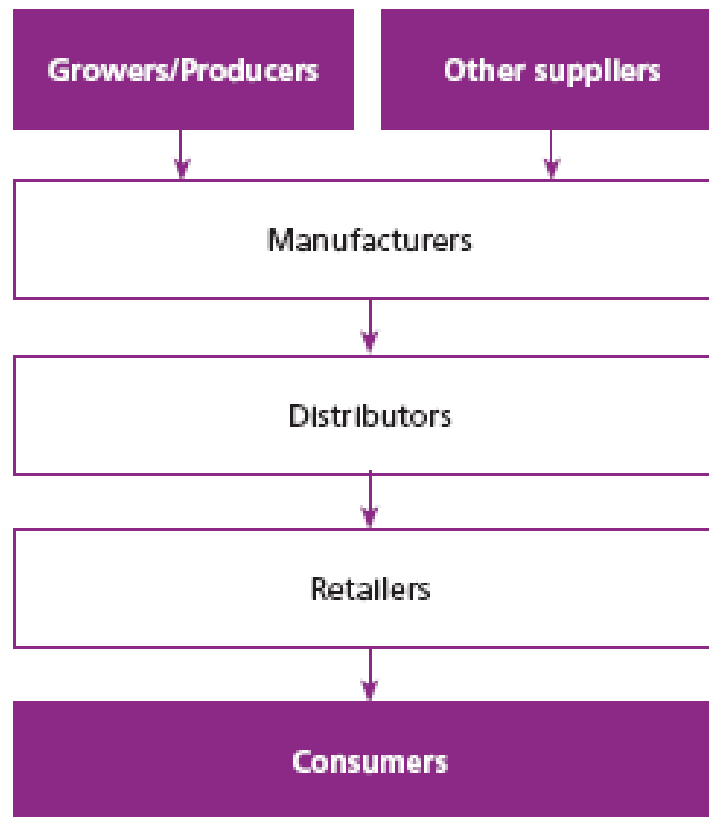 Growers/Producers
Other suppliers
Manufacturers
Distributors
Retailers
Consumers